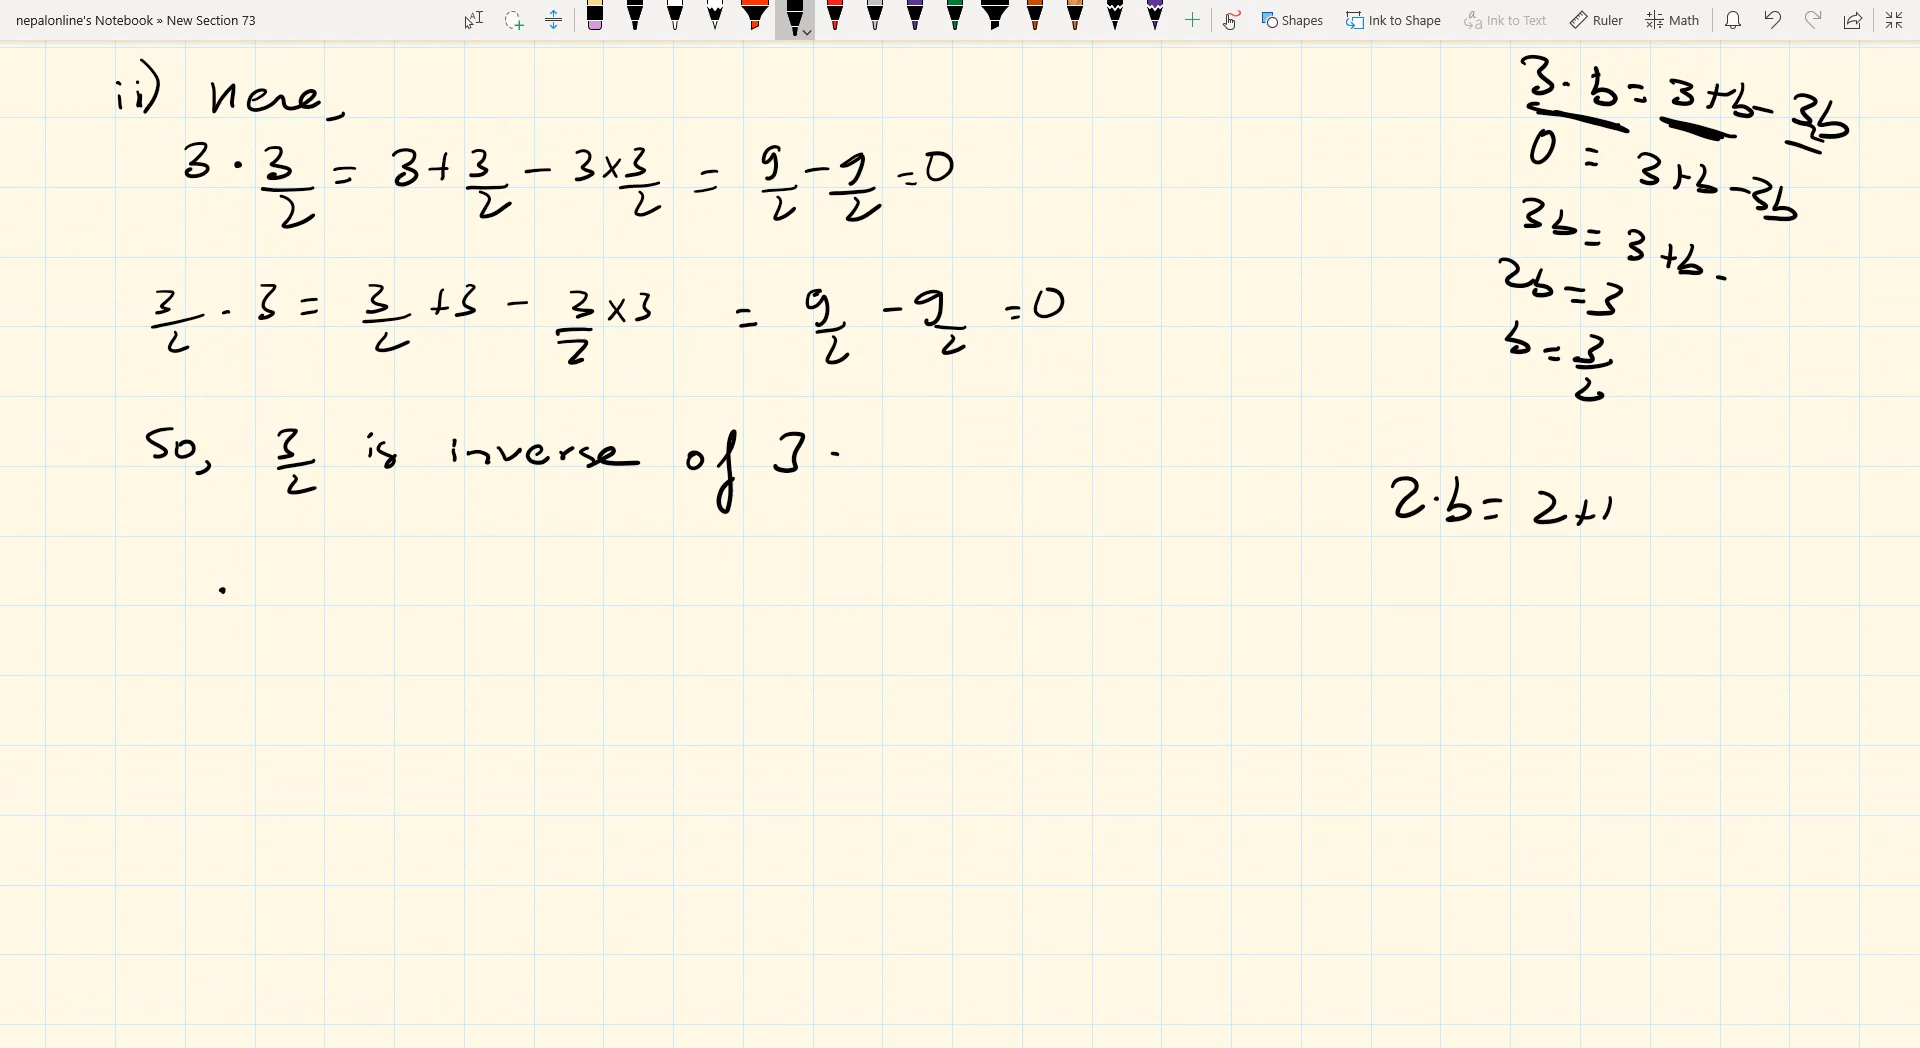 nepalonline's Notebook » New Section 73
Shapes Ink to Shape Ink to Text Ruler Math
ii) Here,
3 · 3/2 = 3 + 3/2 - 3 × 3/2 = 9/2 - 9/2 = 0
3/2 · 3 = 3/2 + 3 - 3/2 × 3 = 9/2 - 9/2 = 0
So, 3/2 is inverse of 3.
3 · b = 3 + b - 3b
0 = 3 + b - 3b
3b = 3 + b -
2b = 3
b = 3/2
2 · b = 2 + 1